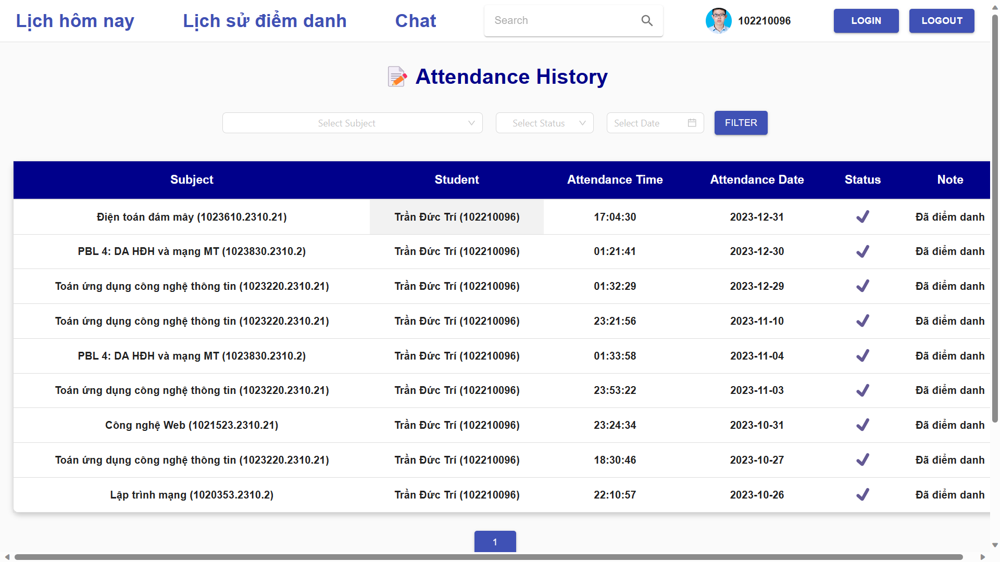 Lịch hôm nay Lịch sử điểm danh Chat Search 102210096 LOGIN LOGOUT
Attendance History
Select Subject Select Status Select Date FILTER
Subject Student Attendance Time Attendance Date Status Note
Điện toán đám mây (1023610.2310.21) Trần Đức Trí (102210096) 17:04:30 2023-12-31 Đã điểm danh
PBL 4: DA HĐH và mạng MT (1023830.2310.2) Trần Đức Trí (102210096) 01:21:41 2023-12-30 Đã điểm danh
Toán ứng dụng công nghệ thông tin (1023220.2310.21) Trần Đức Trí (102210096) 01:32:29 2023-12-29 Đã điểm danh
Toán ứng dụng công nghệ thông tin (1023220.2310.21) Trần Đức Trí (102210096) 23:21:56 2023-11-10 Đã điểm danh
PBL 4: DA HĐH và mạng MT (1023830.2310.2) Trần Đức Trí (102210096) 01:33:58 2023-11-04 Đã điểm danh
Toán ứng dụng công nghệ thông tin (1023220.2310.21) Trần Đức Trí (102210096) 23:53:22 2023-11-03 Đã điểm danh
Công nghệ Web (1021523.2310.21) Trần Đức Trí (102210096) 23:24:34 2023-10-31 Đã điểm danh
Toán ứng dụng công nghệ thông tin (1023220.2310.21) Trần Đức Trí (102210096) 18:30:46 2023-10-27 Đã điểm danh
Lập trình mạng (1020353.2310.2) Trần Đức Trí (102210096) 22:10:57 2023-10-26 Đã điểm danh
1